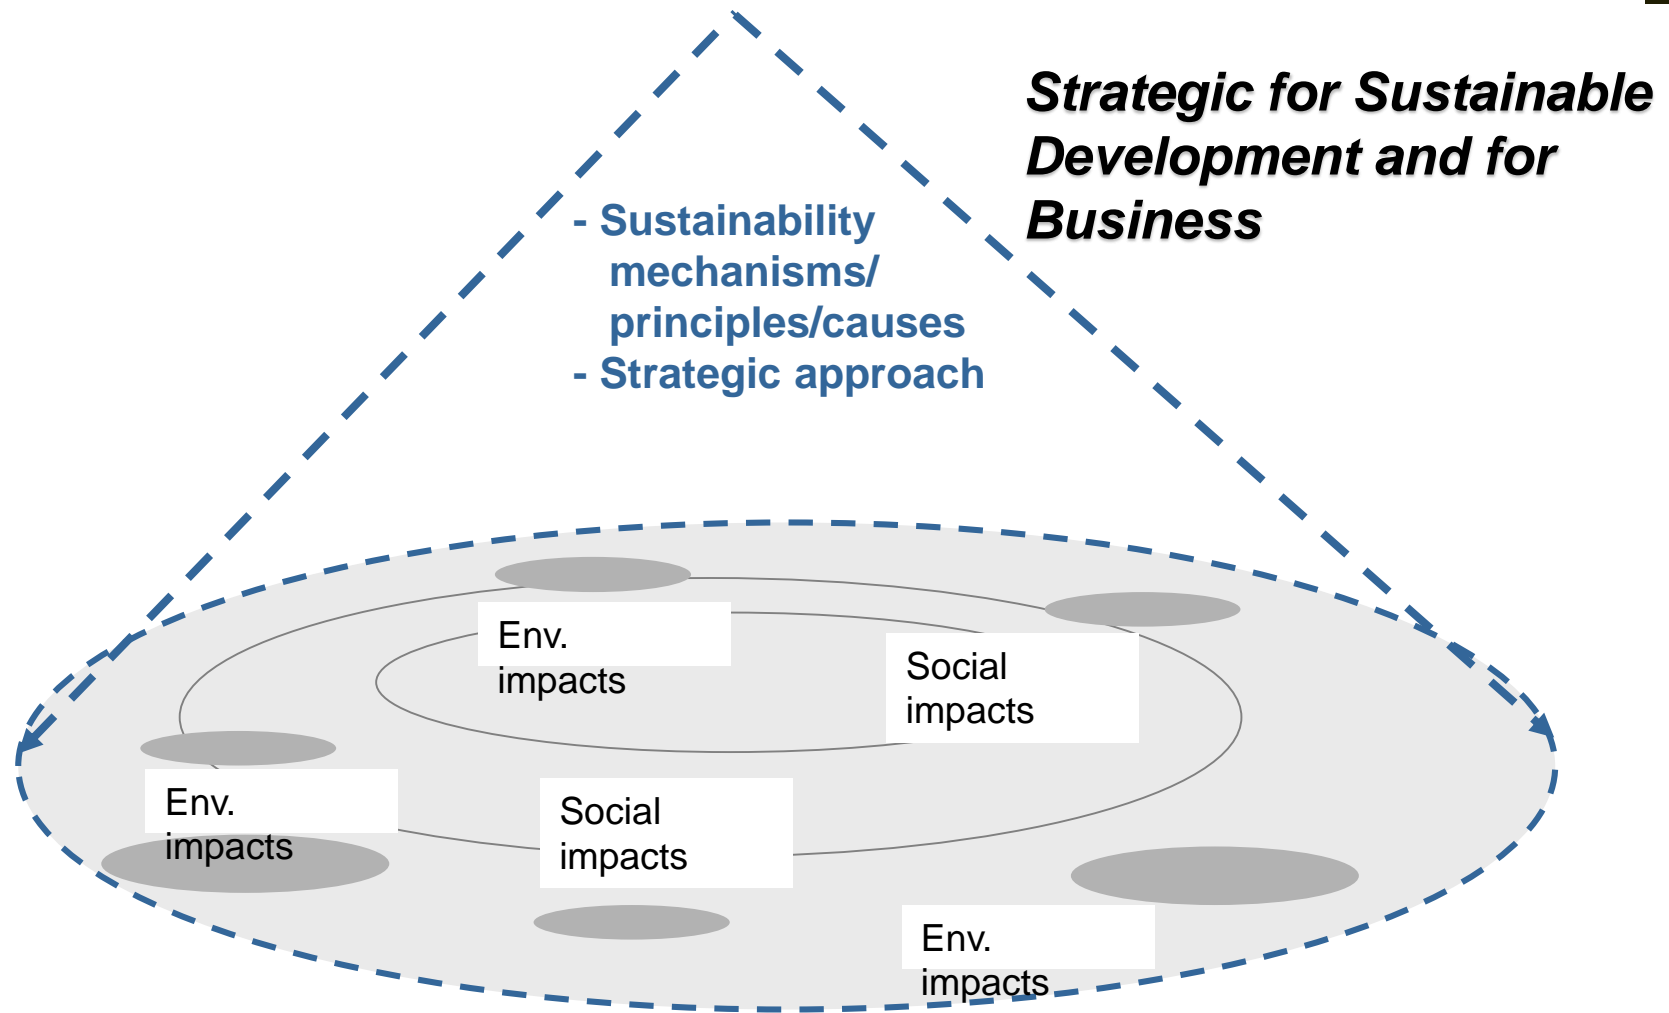 Strategic for Sustainable
Development and for
Business
- Sustainability
mechanisms/
principles/causes
- Strategic approach
Env.
impacts
Social
impacts
Env.
impacts
Social
impacts
Env.
impacts